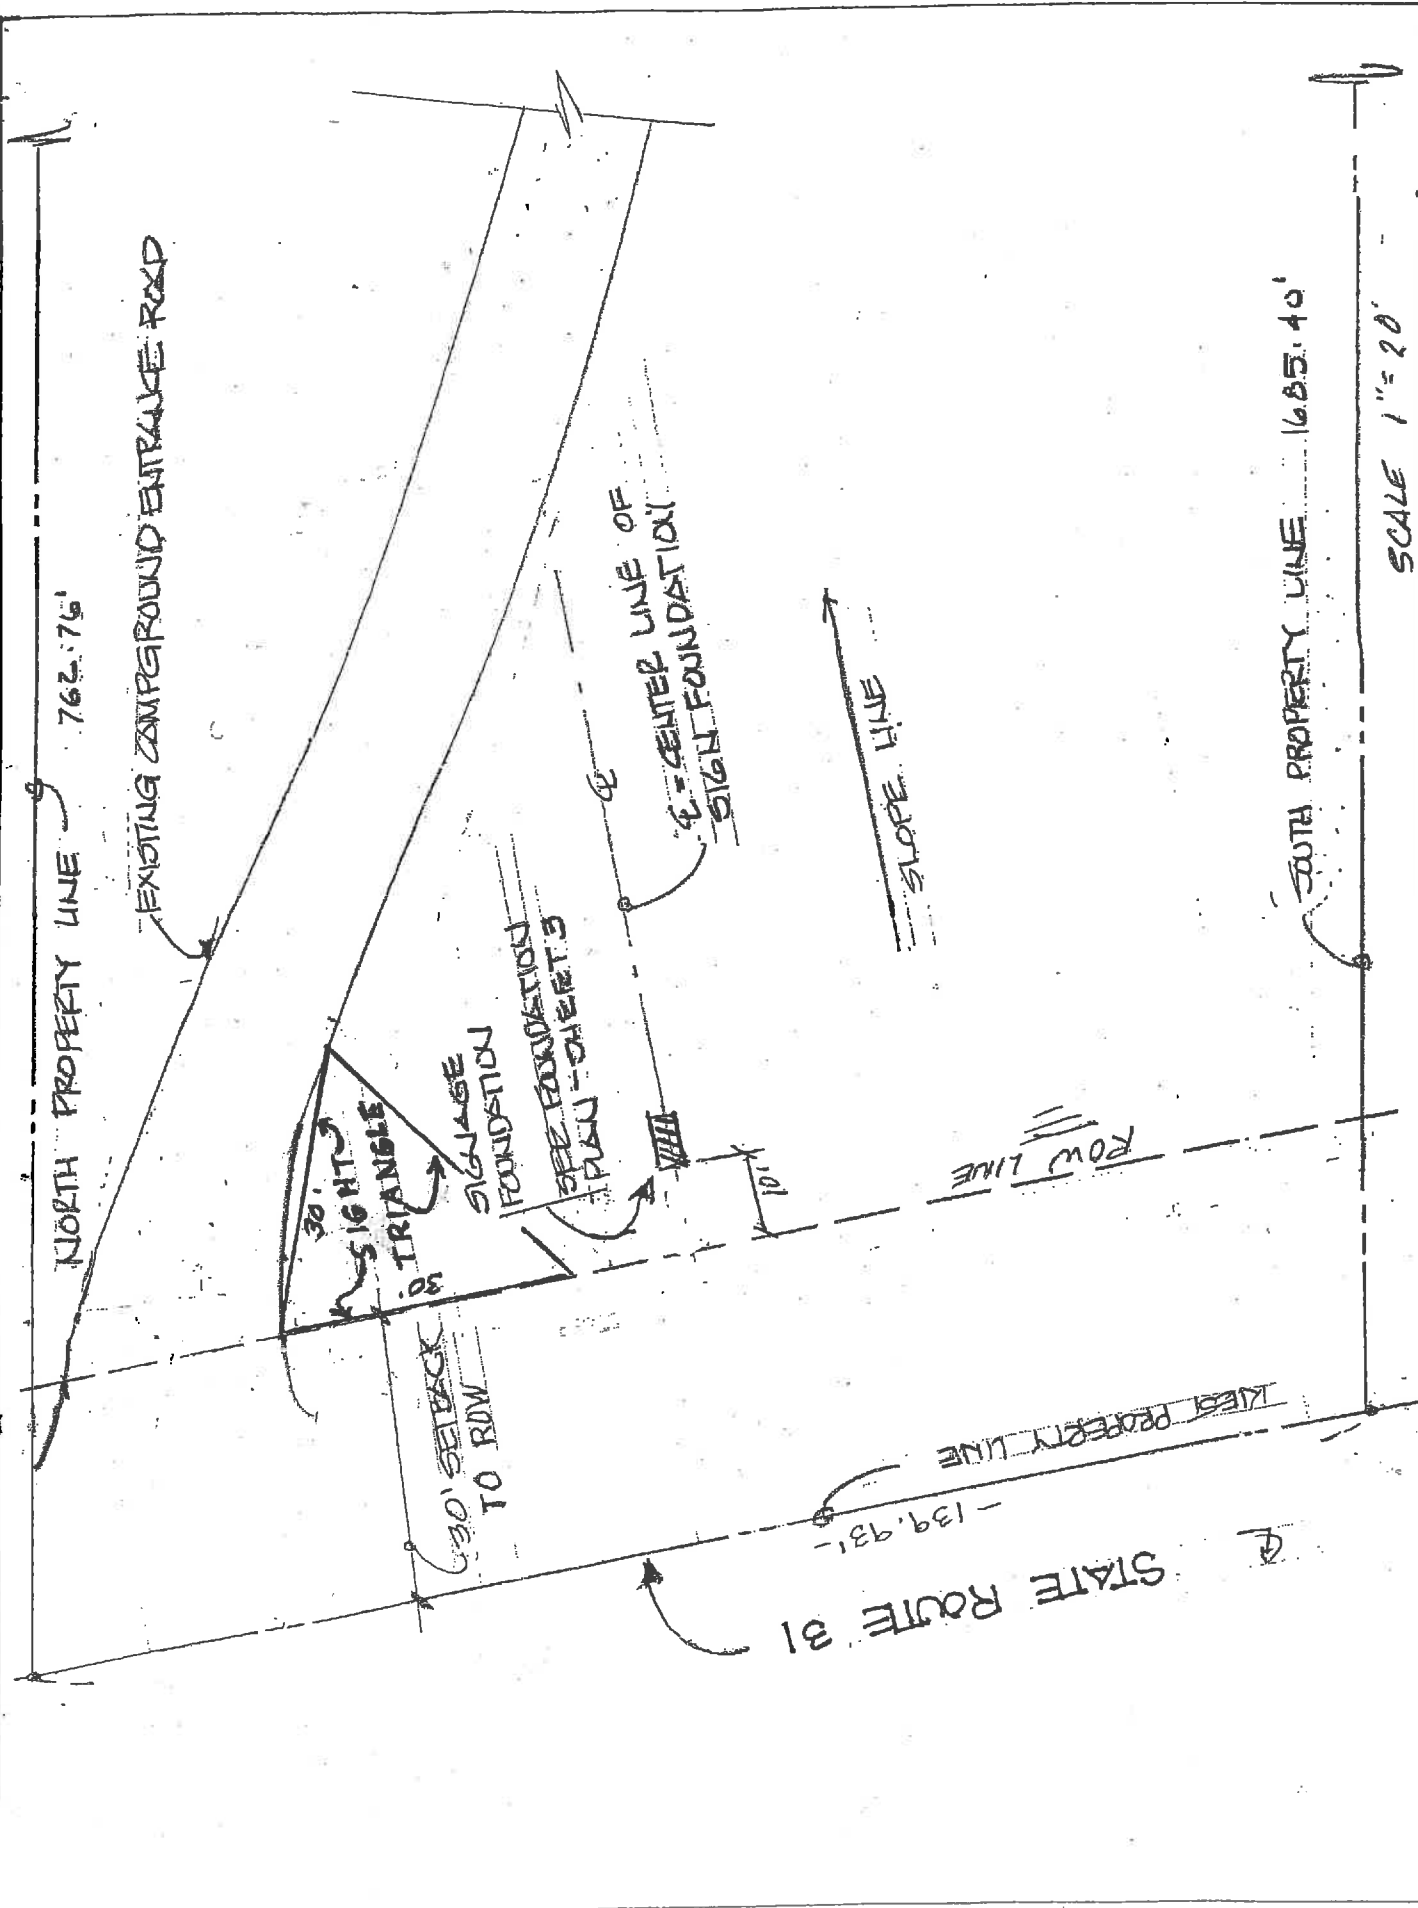 NORTH PROPERTY LINE 762.76'
EXISTING CAMPGROUND ENTRANCE ROAD
30'
SIGHT
TRIANGLE
30'
SIGNAGE
FOUNDATION
SEE FOUNDATION
PLAN - SHEET 3
30' SETBACK
TO ROW
℄ = CENTER LINE OF
SIGN FOUNDATION
℄
SLOPE LINE
10'
ROW LINE
WEST PROPERTY LINE
- 139.93' -
STATE ROUTE 31
℄
SOUTH PROPERTY LINE 1685.40'
SCALE 1" = 20'